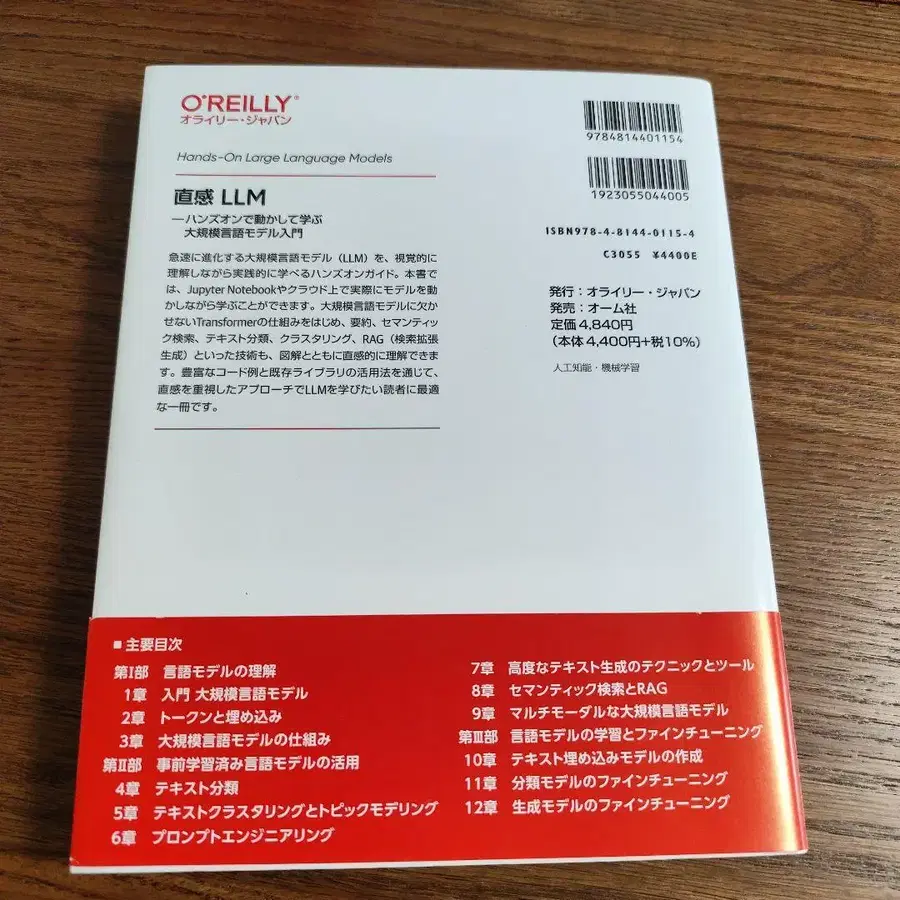 O'REILLY®
オライリー・ジャパン
Hands-On Large Language Models
直感 LLM
―ハンズオンで動かして学ぶ
大規模言語モデル入門
急速に進化する大規模言語モデル（LLM）を、視覚的に
理解しながら実践的に学べるハンズオンガイド。本書で
は、Jupyter Notebookやクラウド上で実際にモデルを動
かしながら学ぶことができます。大規模言語モデルに欠か
せないTransformerの仕組みをはじめ、要約、セマンティッ
ク検索、テキスト分類、クラスタリング、RAG（検索拡張
生成）といった技術も、図解とともに直感的に理解できま
す。豊富なコード例と既存ライブラリの活用法を通じて、
直感を重視したアプローチでLLMを学びたい読者に最適
な一冊です。
9784814401154
1923055044005
ISBN978-4-8144-0115-4
C3055 ¥4400E
発行：オライリー・ジャパン
発売：オーム社
定価4,840円
（本体4,400円+税10%）
人工知能・機械学習
■ 主要目次
第Ⅰ部 言語モデルの理解
1章 入門 大規模言語モデル
2章 トークンと埋め込み
3章 大規模言語モデルの仕組み
第Ⅱ部 事前学習済み言語モデルの活用
4章 テキスト分類
5章 テキストクラスタリングとトピックモデリング
6章 プロンプトエンジニアリング
7章 高度なテキスト生成のテクニックとツール
8章 セマンティック検索とRAG
9章 マルチモーダルな大規模言語モデル
第Ⅲ部 言語モデルの学習とファインチューニング
10章 テキスト埋め込みモデルの作成
11章 分類モデルのファインチューニング
12章 生成モデルのファインチューニング